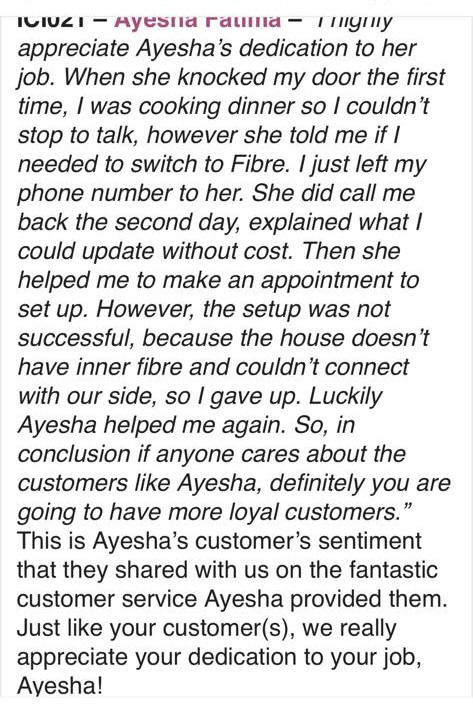 ICI021 – Ayesha Fatima – "I highly
appreciate Ayesha’s dedication to her
job. When she knocked my door the first
time, I was cooking dinner so I couldn’t
stop to talk, however she told me if I
needed to switch to Fibre. I just left my
phone number to her. She did call me
back the second day, explained what I
could update without cost. Then she
helped me to make an appointment to
set up. However, the setup was not
successful, because the house doesn’t
have inner fibre and couldn’t connect
with our side, so I gave up. Luckily
Ayesha helped me again. So, in
conclusion if anyone cares about the
customers like Ayesha, definitely you are
going to have more loyal customers.”
This is Ayesha’s customer’s sentiment
that they shared with us on the fantastic
customer service Ayesha provided them.
Just like your customer(s), we really
appreciate your dedication to your job,
Ayesha!